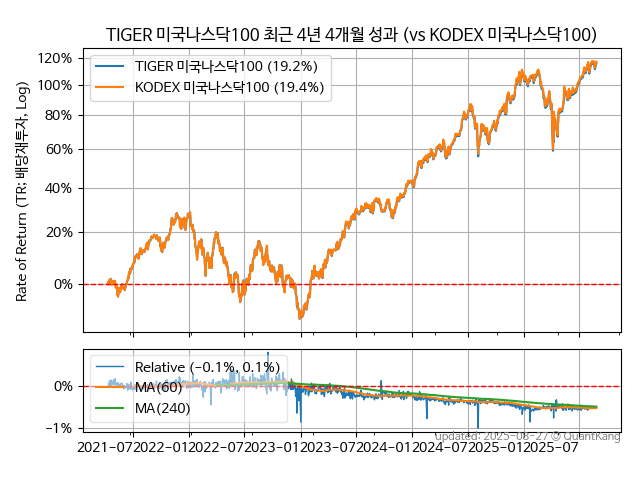 TIGER 미국나스닥100 최근 4년 4개월 성과 (vs KODEX 미국나스닥100)
Rate of Return (TR: 배당재투자, Log)
120%
100%
80%
60%
40%
20%
0%
TIGER 미국나스닥100 (19.2%)
KODEX 미국나스닥100 (19.4%)
0%
−1%
Relative (−0.1%, 0.1%)
MA(60)
MA(240)
updated: 2025-08-27 © QuantKang
2021-07 2022-01 2022-07 2023-01 2023-07 2024-01 2024-07 2025-01 2025-07